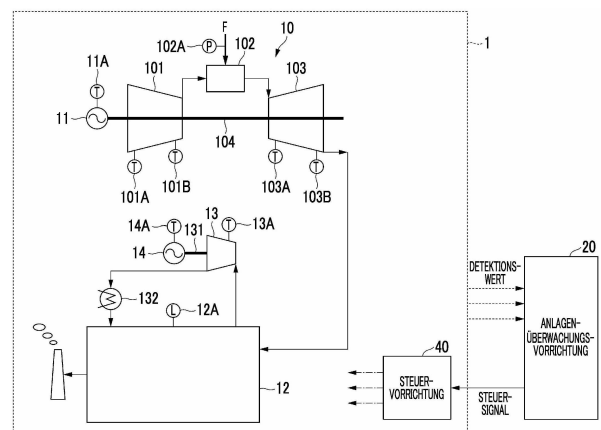 F
10
102A
P
102
1
11A
T
101
103
11
104
T
T
T
T
101A
101B
103A
103B
14A
13
13A
T
T
131
14
20
DETEKTIONS-
WERT
132
L
12A
ANLAGEN-
ÜBERWACHUNGS-
VORRICHTUNG
40
STEUER-
VORRICHTUNG
STEUER-
SIGNAL
12